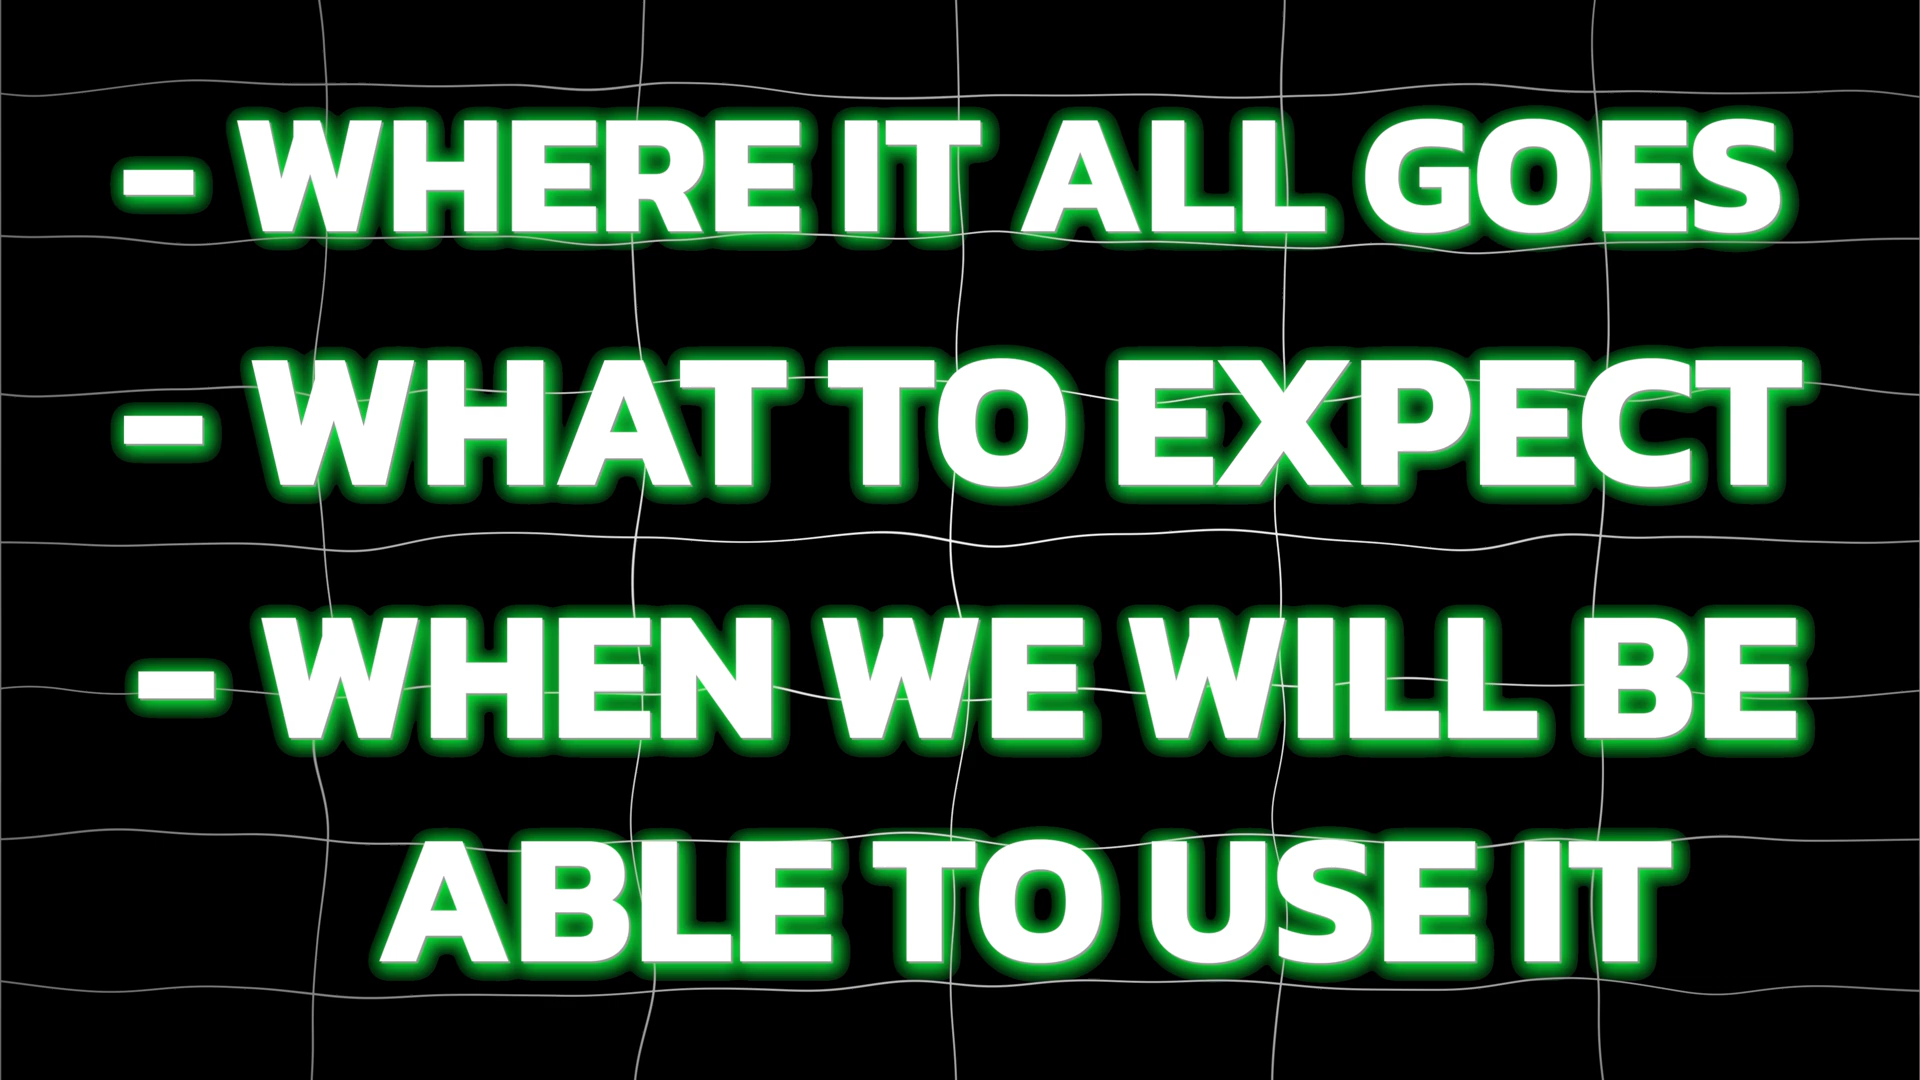 - WHERE IT ALL GOES
- WHAT TO EXPECT
- WHEN WE WILL BE
ABLE TO USE IT